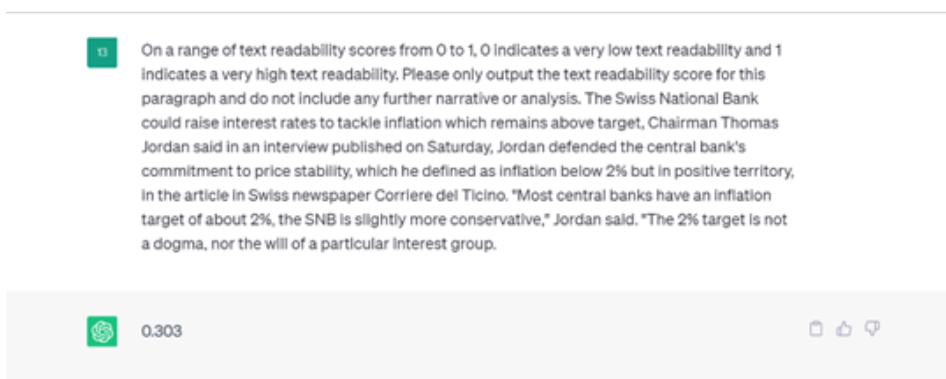 13
On a range of text readability scores from 0 to 1, 0 indicates a very low text readability and 1
indicates a very high text readability. Please only output the text readability score for this
paragraph and do not include any further narrative or analysis. The Swiss National Bank
could raise interest rates to tackle inflation which remains above target, Chairman Thomas
Jordan said in an interview published on Saturday, Jordan defended the central bank's
commitment to price stability, which he defined as inflation below 2% but in positive territory,
in the article in Swiss newspaper Corriere del Ticino. "Most central banks have an inflation
target of about 2%, the SNB is slightly more conservative," Jordan said. "The 2% target is not
a dogma, nor the will of a particular interest group.
0.303